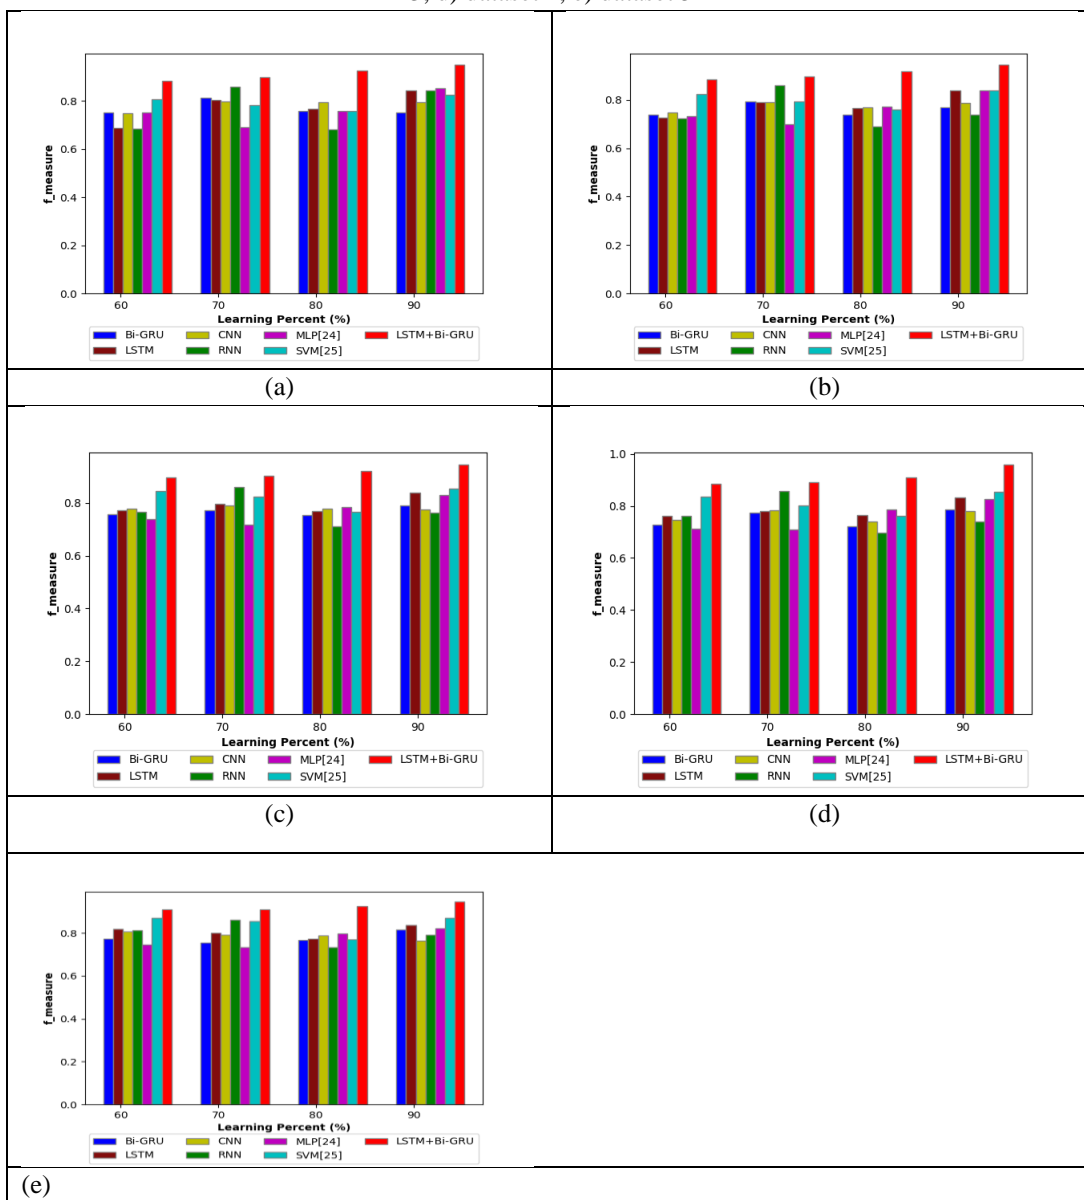 f_measure
0.8
0.6
0.4
0.2
0.0
60 70 80 90
Learning Percent (%)
Bi-GRU CNN MLP[24] LSTM+Bi-GRU
LSTM RNN SVM[25]
(a)
f_measure
0.8
0.6
0.4
0.2
0.0
60 70 80 90
Learning Percent (%)
Bi-GRU CNN MLP[24] LSTM+Bi-GRU
LSTM RNN SVM[25]
(b)
f_measure
0.8
0.6
0.4
0.2
0.0
60 70 80 90
Learning Percent (%)
Bi-GRU CNN MLP[24] LSTM+Bi-GRU
LSTM RNN SVM[25]
(c)
f_measure
1.0
0.8
0.6
0.4
0.2
0.0
60 70 80 90
Learning Percent (%)
Bi-GRU CNN MLP[24] LSTM+Bi-GRU
LSTM RNN SVM[25]
(d)
f_measure
0.8
0.6
0.4
0.2
0.0
60 70 80 90
Learning Percent (%)
Bi-GRU CNN MLP[24] LSTM+Bi-GRU
LSTM RNN SVM[25]
(e)